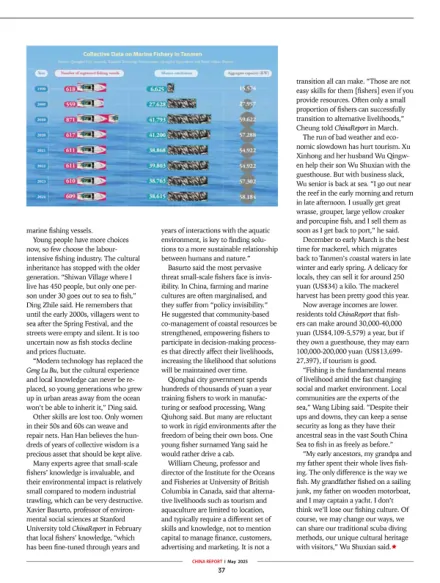 Collective Data on Marine Fishery in Tanmen
Year
618
6,625
559
27,628
871
41,793
617
41,206
57,280
611
38,868
54,922
611
39,803
54,922
610
38,765
57,302
609
38,615
58,184
marine fishing vessels.
Young people have more choices
now, so few choose the labour-
intensive fishing industry. The cultural
inheritance has stopped with the older
generation. “Shiwan Village where I
live has 450 people, but only one per-
son under 30 goes out to sea to fish,”
Ding Zhile said. He remembers that
until the early 2000s, villagers went to
sea after the Spring Festival, and the
streets were empty and silent. It is too
uncertain now as fish stocks decline
and prices fluctuate.
“Modern technology has replaced the
Geng Lu Bu, but the cultural experience
and local knowledge can never be re-
placed, so young generations who grew
up in urban areas away from the ocean
won’t be able to inherit it,” Ding said.
Other skills are lost too. Only women
in their 50s and 60s can weave and
repair nets. Han Han believes the hun-
dreds of years of collective wisdom is a
precious asset that should be kept alive.
Many experts agree that small-scale
fishers’ knowledge is invaluable, and
their environmental impact is relatively
small compared to modern industrial
trawling, which can be very destructive.
Xavier Basurto, professor of environ-
mental social sciences at Stanford
University told ChinaReport in February
that local fishers’ knowledge, “which
has been fine-tuned through years and
years of interactions with the aquatic
environment, is key to finding solu-
tions to a more sustainable relationship
between humans and nature.”
Basurto said the most pervasive
threat small-scale fishers face is invis-
ibility. In China, farming and marine
cultures are often marginalised, and
they suffer from “policy invisibility.”
He suggested that community-based
co-management of coastal resources be
strengthened, empowering fishers to
participate in decision-making process-
es that directly affect their livelihoods,
increasing the likelihood that solutions
will be maintained over time.
Qionghai city government spends
hundreds of thousands of yuan a year
training fishers to work in manufac-
turing or seafood processing, Wang
Qiuhong said. But many are reluctant
to work in rigid environments after the
freedom of being their own boss. One
young fisher surnamed Yang said he
would rather drive a cab.
William Cheung, professor and
director of the Institute for the Oceans
and Fisheries at University of British
Columbia in Canada, said that alterna-
tive livelihoods such as tourism and
aquaculture are limited to location,
and typically require a different set of
skills and knowledge, not to mention
capital to manage finance, customers,
advertising and marketing. It is not a
transition all can make. “Those are not
easy skills for them [fishers] even if you
provide resources. Often only a small
proportion of fishers can successfully
transition to alternative livelihoods,”
Cheung told ChinaReport in March.
The run of bad weather and eco-
nomic slowdown has hurt tourism. Xu
Xinhong and her husband Wu Qingw-
en help their son Wu Shuxian with the
guesthouse. But with business slack,
Wu senior is back at sea. “I go out near
the reef in the early morning and return
in late afternoon. I usually get great
wrasse, grouper, large yellow croaker
and porcupine fish, and I sell them as
soon as I get back to port,” he said.
December to early March is the best
time for mackerel, which migrates
back to Tanmen’s coastal waters in late
winter and early spring. A delicacy for
locals, they can sell it for around 250
yuan (US$34) a kilo. The mackerel
harvest has been pretty good this year.
Now average incomes are lower.
residents told ChinaReport that fish-
ers can make around 30,000-40,000
yuan (US$4,109-5,579) a year, but if
they own a guesthouse, they may earn
100,000-200,000 yuan (US$13,699-
27,397), if tourism is good.
“Fishing is the fundamental means
of livelihood amid the fast changing
social and market environment. Local
communities are the experts of the
sea,” Wang Libing said. “Despite their
ups and downs, they can keep a sense
security as long as they have their
ancestral seas in the vast South China
Sea to fish in as freely as before.”
“My early ancestors, my grandpa and
my father spent their whole lives fish-
ing. The only difference is the way we
fish. My grandfather fished on a sailing
junk, my father on wooden motorboat,
and I may captain a yacht. I don’t
think we’ll lose our fishing culture. Of
course, we may change our ways, we
can share our traditional scuba diving
methods, our unique cultural heritage
with visitors,” Wu Shuxian said.
CHINA REPORT | May 2025
37